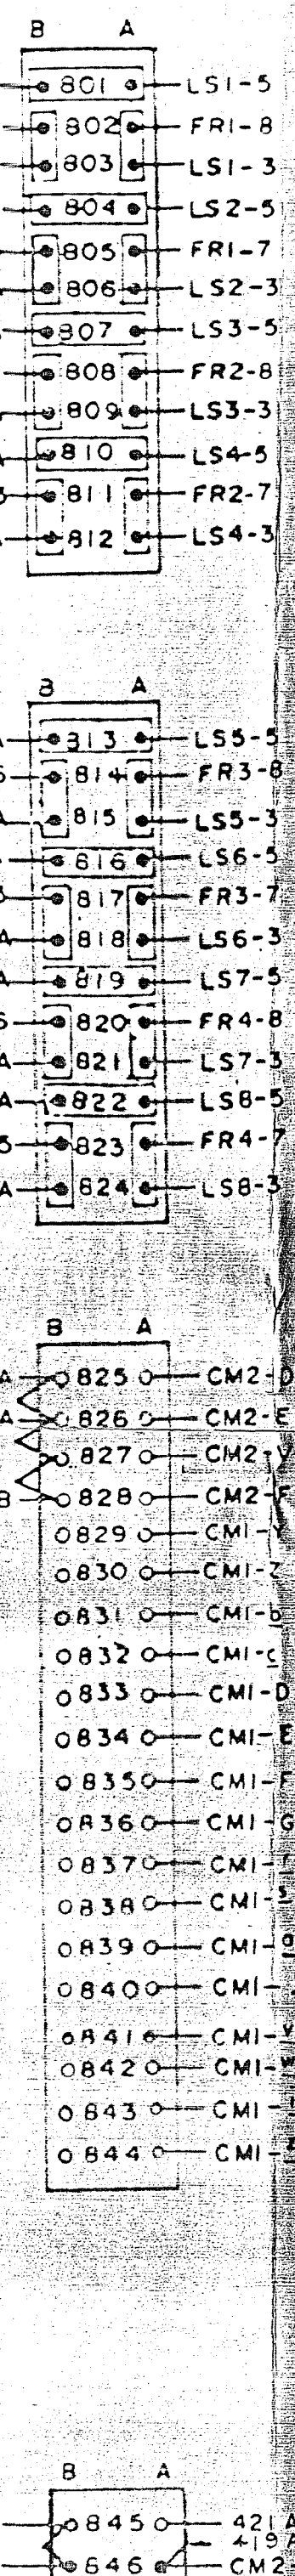 B A
801 LS1-5
802 FR1-8
803 LS1-3
804 LS2-5
805 FR1-7
806 LS2-3
807 LS3-5
808 FR2-8
809 LS3-3
810 LS4-5
811 FR2-7
812 LS4-3
B A
813 LS5-5
814 FR3-8
815 LS5-3
816 LS6-5
817 FR3-7
818 LS6-3
819 LS7-5
820 FR4-8
821 LS7-3
A 822 LS8-5
823 FR4-7
A 824 LS8-3
B A
A 825 CM2-D
A 826 CM2-E
827 CM2-V
B 828 CM2-F
829 CM1-Y
830 CM1-Z
831 CM1-b
832 CM1-c
833 CM1-D
834 CM1-E
835 CM1-F
836 CM1-G
837 CM1-r
838 CM1-s
839 CM1-
840 CM1-
841 CM1-v
842 CM1-w
843 CM1-
844 CM1-
B A
845 421A
419A
846 CM2